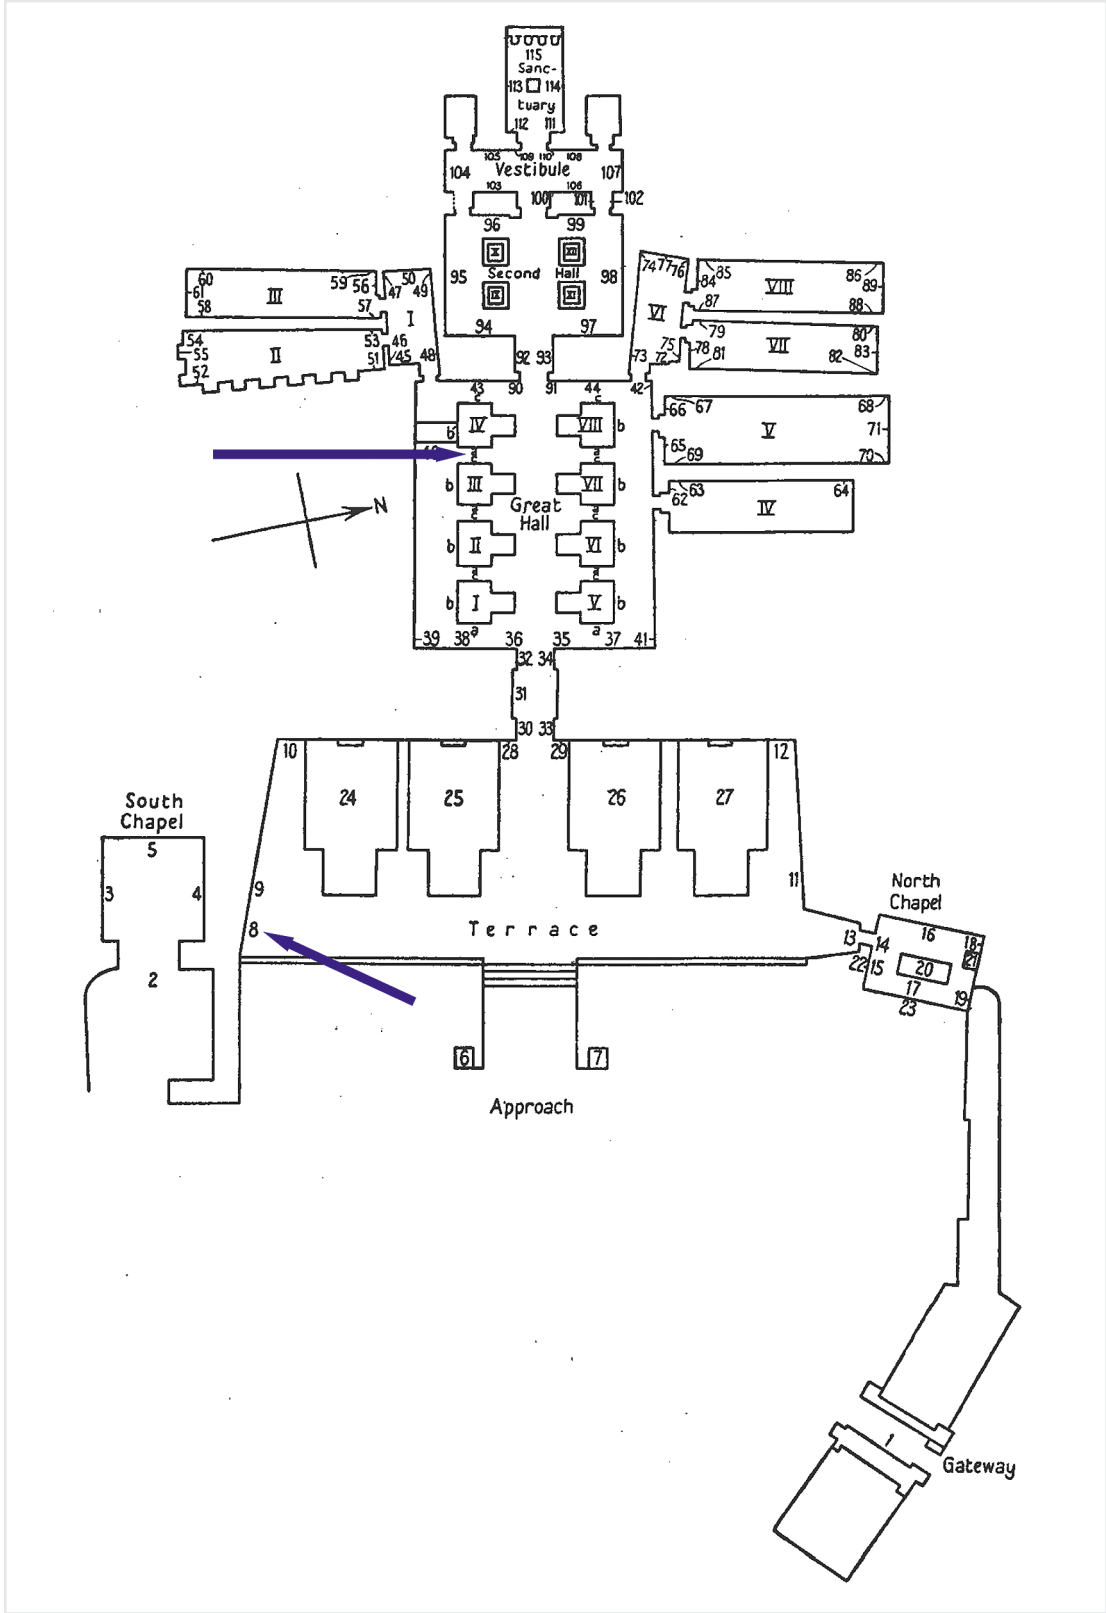 115
Sanc-
113 114
tuary
112 111
105 109 110 108
104 Vestibule 107
103 106
100 101 102
96 99
X XII
95 Second Hall 98
IX XI
94 97
92 93
60 59 56 50
61 III 47 49
58 57
I
54 53 46
55 II
52 51 45 48
74 77 76 85 86
84 VIII 89
87 88
VI
79 80
75 78 VII 83
73 72 81 82
43 90 91 44 42
c c
b IV VIII b
a a
66 67 68
V 71
65 69 70
b III VII b
a a
c c
63 64
62 IV
Great
Hall
N
b II VI b
a a
c c
b I V b
a a
39 38 36 35 37 41
32 34
31
30 33
10 28 29 12
24 25 26 27
South
Chapel
5
3 4
2
9 11
8 Terrace
North
Chapel
16
13 14 18
22 15 20 21
17
23 19
6 7
Approach
1
Gateway